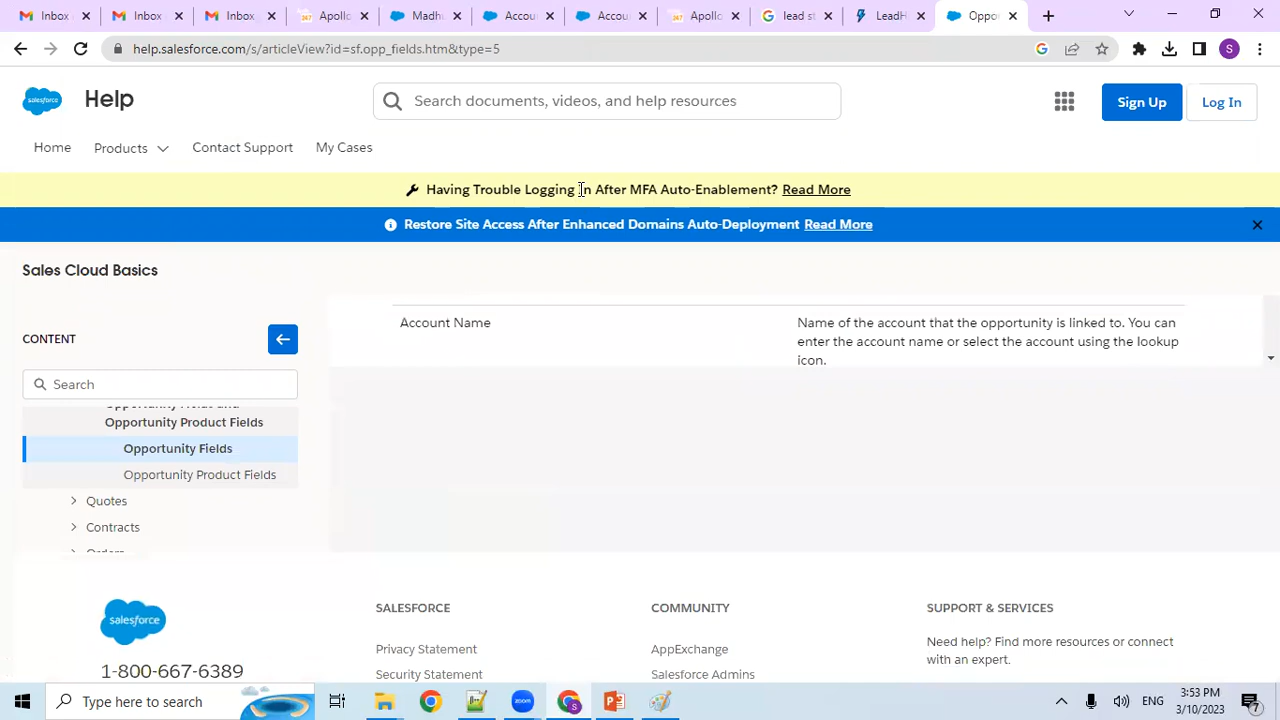 Inbox
Inbox
Inbox
Apollo
Madh
Accou
Accou
Apollo
lead st
LeadH
Oppo
help.salesforce.com/s/articleView?id=sf.opp_fields.htm&type=5
S
salesforce
Help
Search documents, videos, and help resources
Sign Up
Log In
Home
Products
Contact Support
My Cases
Having Trouble Logging In After MFA Auto-Enablement? Read More
Restore Site Access After Enhanced Domains Auto-Deployment Read More
Sales Cloud Basics
CONTENT
Search
Opportunity Product Fields
Opportunity Fields
Opportunity Product Fields
Quotes
Contracts
Orders
Account Name
Name of the account that the opportunity is linked to. You can
enter the account name or select the account using the lookup
icon.
salesforce
1-800-667-6389
SALESFORCE
Privacy Statement
Security Statement
COMMUNITY
AppExchange
Salesforce Admins
SUPPORT & SERVICES
Need help? Find more resources or connect
with an expert.
Type here to search
zoom
ENG
3:53 PM
3/10/2023
7